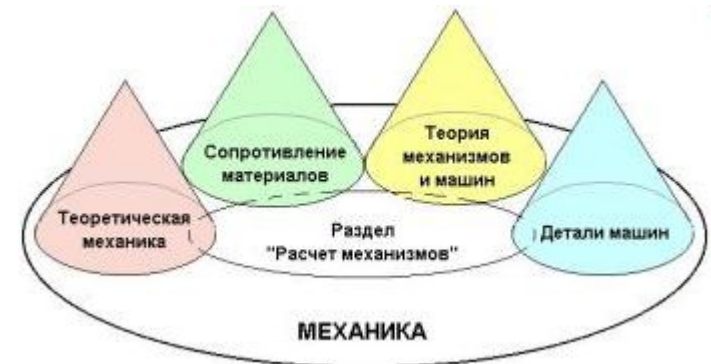 Теория
механизмов
и машин
Сопротивление
материалов
Теоретическая
механика
Раздел
"Расчет механизмов"
Детали машин
МЕХАНИКА